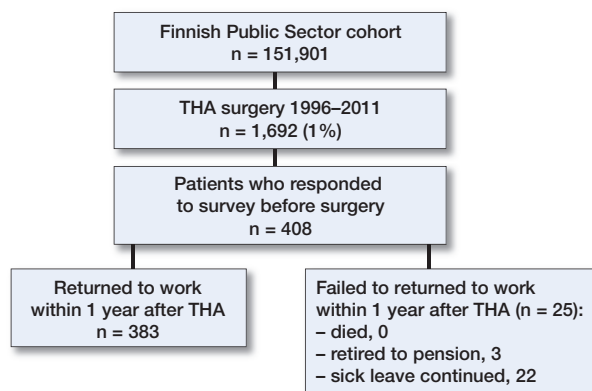 Finnish Public Sector cohort
n = 151,901
THA surgery 1996–2011
n = 1,692 (1%)
Patients who responded
to survey before surgery
n = 408
Returned to work
within 1 year after THA
n = 383
Failed to returned to work
within 1 year after THA (n = 25):
– died, 0
– retired to pension, 3
– sick leave continued, 22